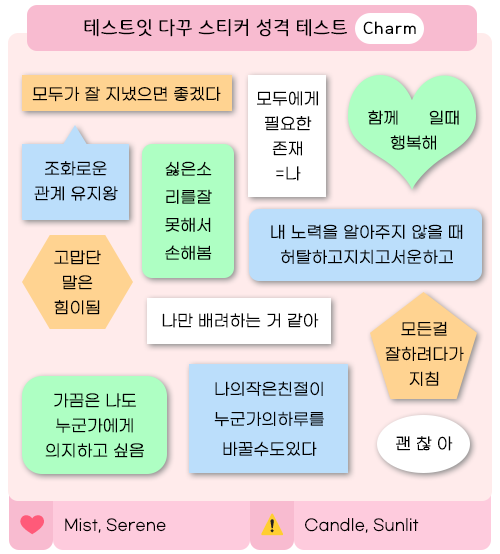 테스트잇 다꾸 스티커 성격 테스트 Charm
모두가 잘 지냈으면 좋겠다
모두에게
필요한
존재
=나
함께 일때
행복해
조화로운
관계 유지왕
싫은소
리를잘
못해서
손해봄
내 노력을 알아주지 않을 때
허탈하고지치고서운하고
고맙단
말은
힘이됨
나만 배려하는 거 같아
모든걸
잘하려다가
지침
가끔은 나도
누군가에게
의지하고 싶음
나의작은친절이
누군가의하루를
바꿀수도있다
괜 찮 아
Mist, Serene
Candle, Sunlit